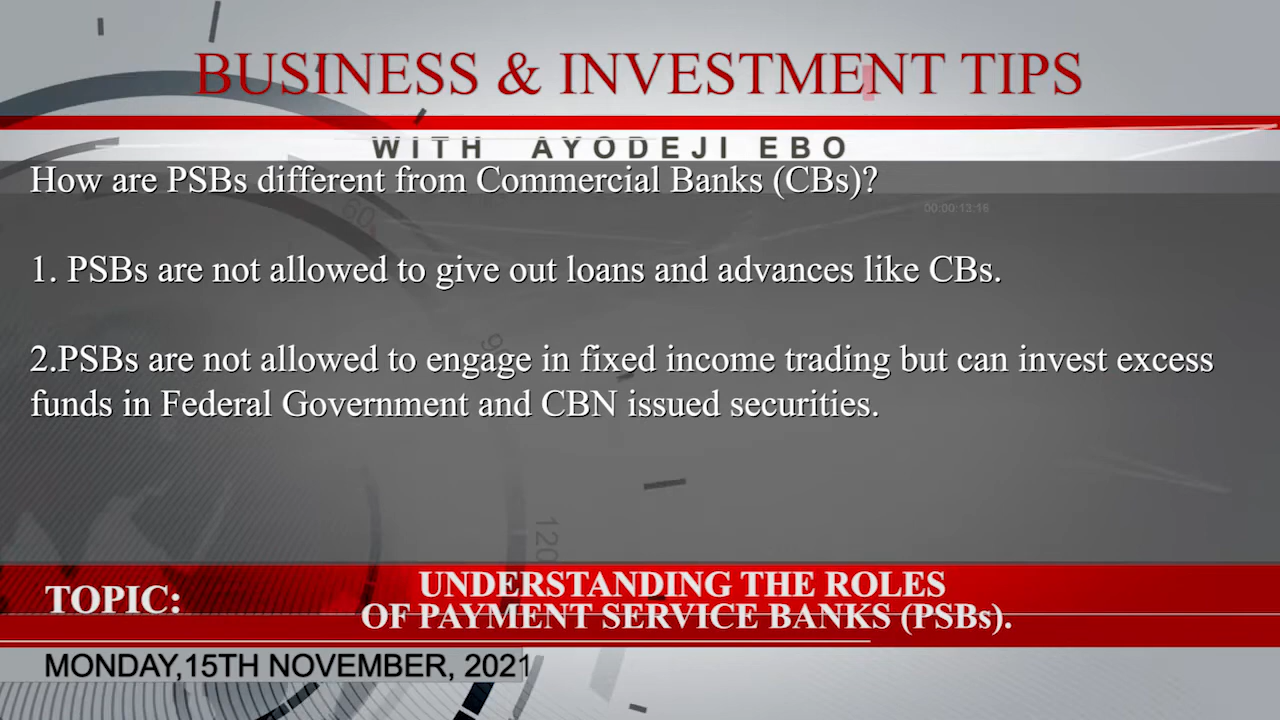 BUSINESS & INVESTMENT TIPS
WITH AYODEJI EBO
How are PSBs different from Commercial Banks (CBs)?
00:00:13:16
60
1. PSBs are not allowed to give out loans and advances like CBs.
90
2.PSBs are not allowed to engage in fixed income trading but can invest excess
funds in Federal Government and CBN issued securities.
120
TOPIC:
UNDERSTANDING THE ROLES
OF PAYMENT SERVICE BANKS (PSBs).
MONDAY,15TH NOVEMBER, 2021